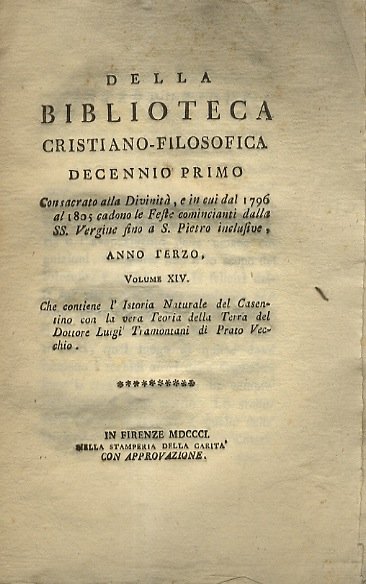 DELLA
BIBLIOTECA
CRISTIANO-FILOSOFICA
DECENNIO PRIMO
Consacrato alla Divinità, e in cui dal 1796
al 1805 cadono le Feste comincianti dalla
SS. Vergine fino a S. Pietro inclusive,
ANNO TERZO,
VOLUME XIV.
Che contiene l' Istoria Naturale del Casen-
tino con la vera Teoria della Terra del
Dottore Luigi Tramontani di Prato Vec-
chio.
**********
IN FIRENZE MDCCCI.
NELLA STAMPERIA DELLA CARITA'
CON APPROVAZIONE.